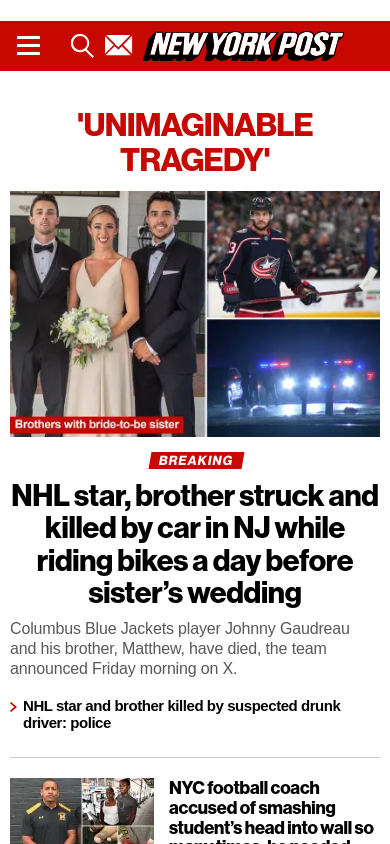 NEW YORK POST
'UNIMAGINABLE
TRAGEDY'
13
Brothers with bride-to-be sister
BREAKING
NHL star, brother struck and
killed by car in NJ while
riding bikes a day before
sister’s wedding
Columbus Blue Jackets player Johnny Gaudreau
and his brother, Matthew, have died, the team
announced Friday morning on X.
NHL star and brother killed by suspected drunk
driver: police
NYC football coach
accused of smashing
student’s head into wall so